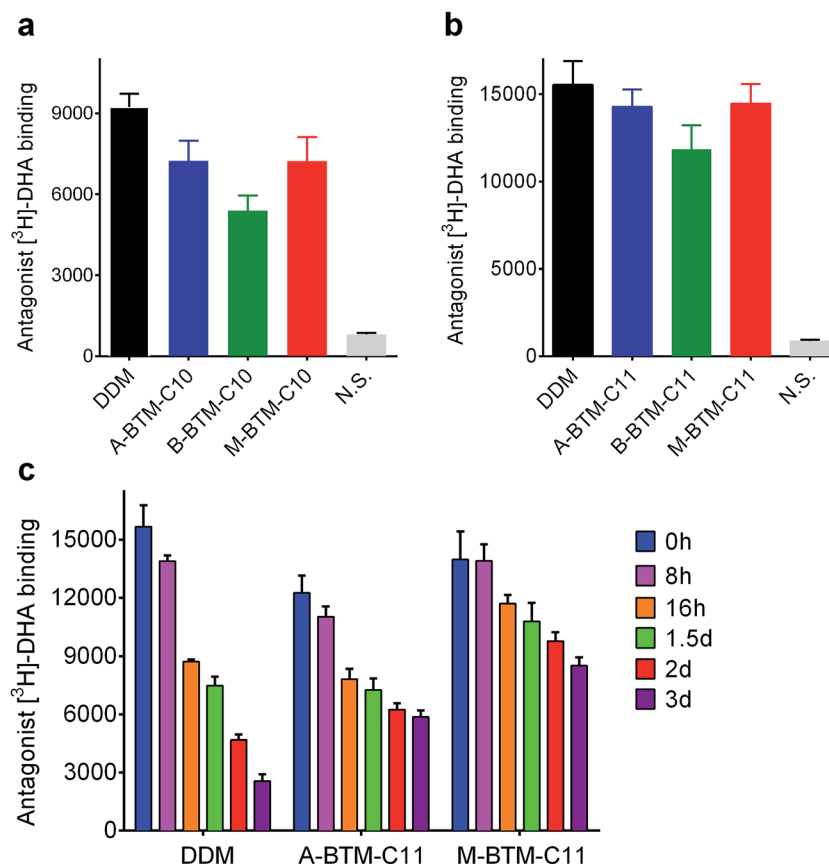 a
Antagonist [³H]-DHA binding
9000
6000
3000
0
DDM
A-BTM-C10
B-BTM-C10
M-BTM-C10
N.S.
b
Antagonist [³H]-DHA binding
15000
10000
5000
0
DDM
A-BTM-C11
B-BTM-C11
M-BTM-C11
N.S.
c
Antagonist [³H]-DHA binding
15000
12000
9000
6000
3000
0
DDM
A-BTM-C11
M-BTM-C11
0h
8h
16h
1.5d
2d
3d